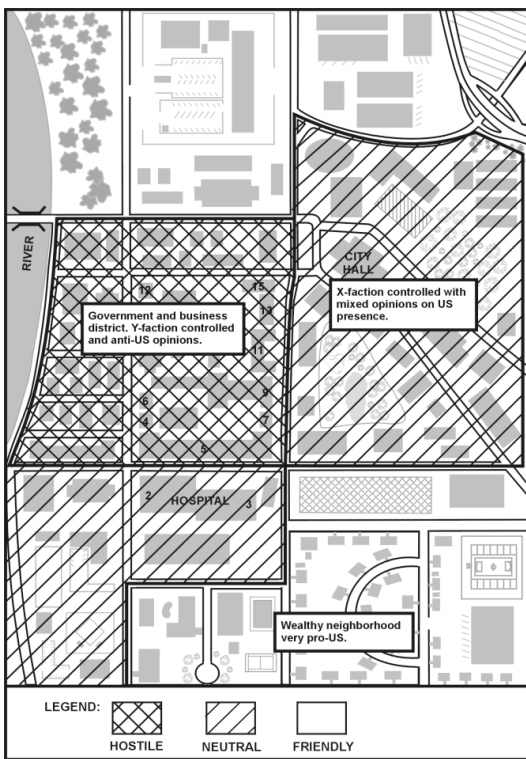 RIVER
CITY
HALL
X-faction controlled with
mixed opinions on US
presence.
Government and business
district. Y-faction controlled
and anti-US opinions.
12
15
13
11
9
6
4
7
5
2
HOSPITAL
3
Wealthy neighborhood
very pro-US.
LEGEND:
HOSTILE
NEUTRAL
FRIENDLY